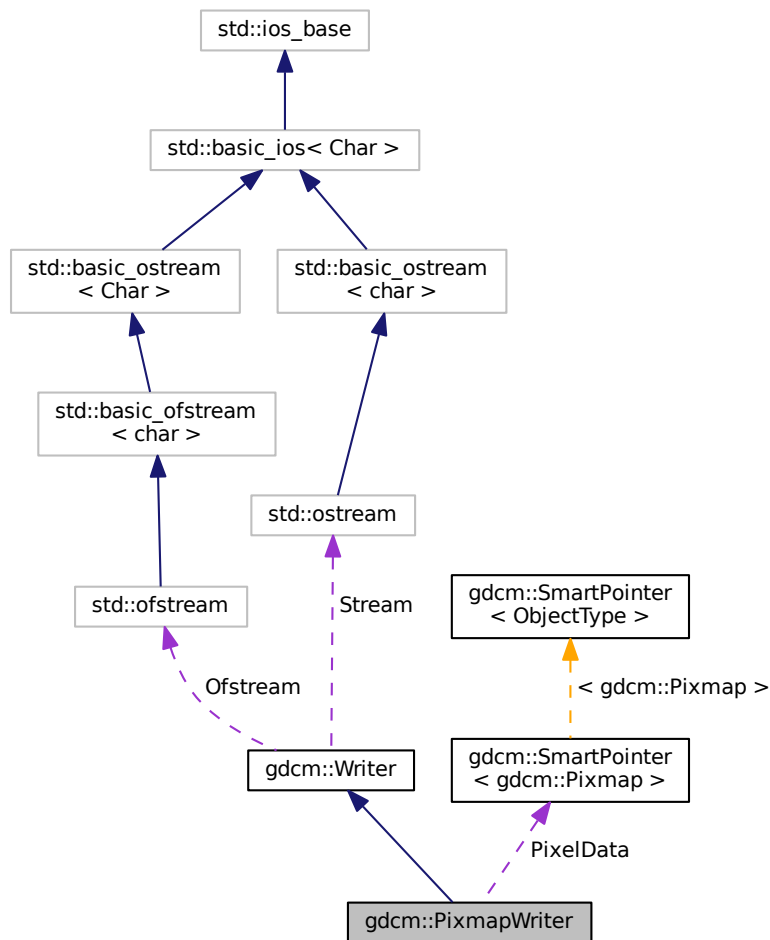 std::ios_base
std::basic_ios< Char >
std::basic_ostream
< Char >
std::basic_ostream
< char >
std::basic_ofstream
< char >
std::ostream
std::ofstream
Stream
gdcm::SmartPointer
< ObjectType >
Ofstream
< gdcm::Pixmap >
gdcm::Writer
gdcm::SmartPointer
< gdcm::Pixmap >
PixelData
gdcm::PixmapWriter